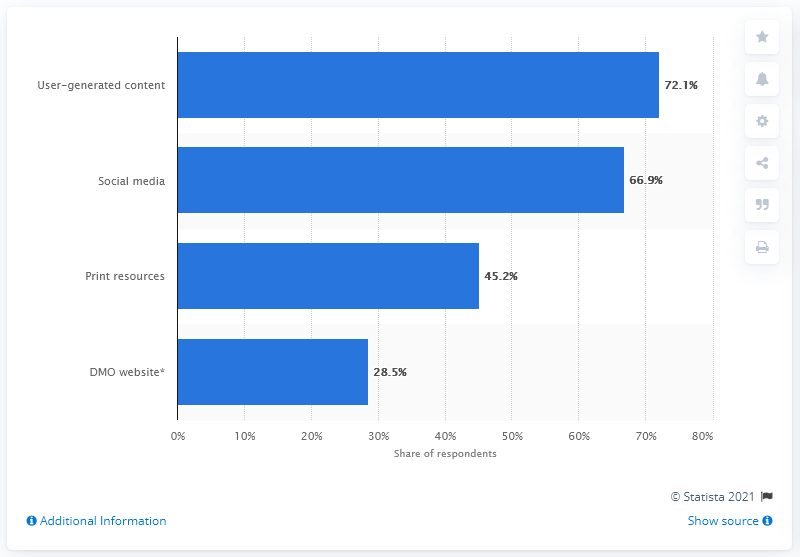 User-generated content
72.1%
Social media
66.9%
Print resources
45.2%
DMO website*
28.5%
0% 10% 20% 30% 40% 50% 60% 70% 80%
Share of respondents
© Statista 2021
Additional Information
Show source